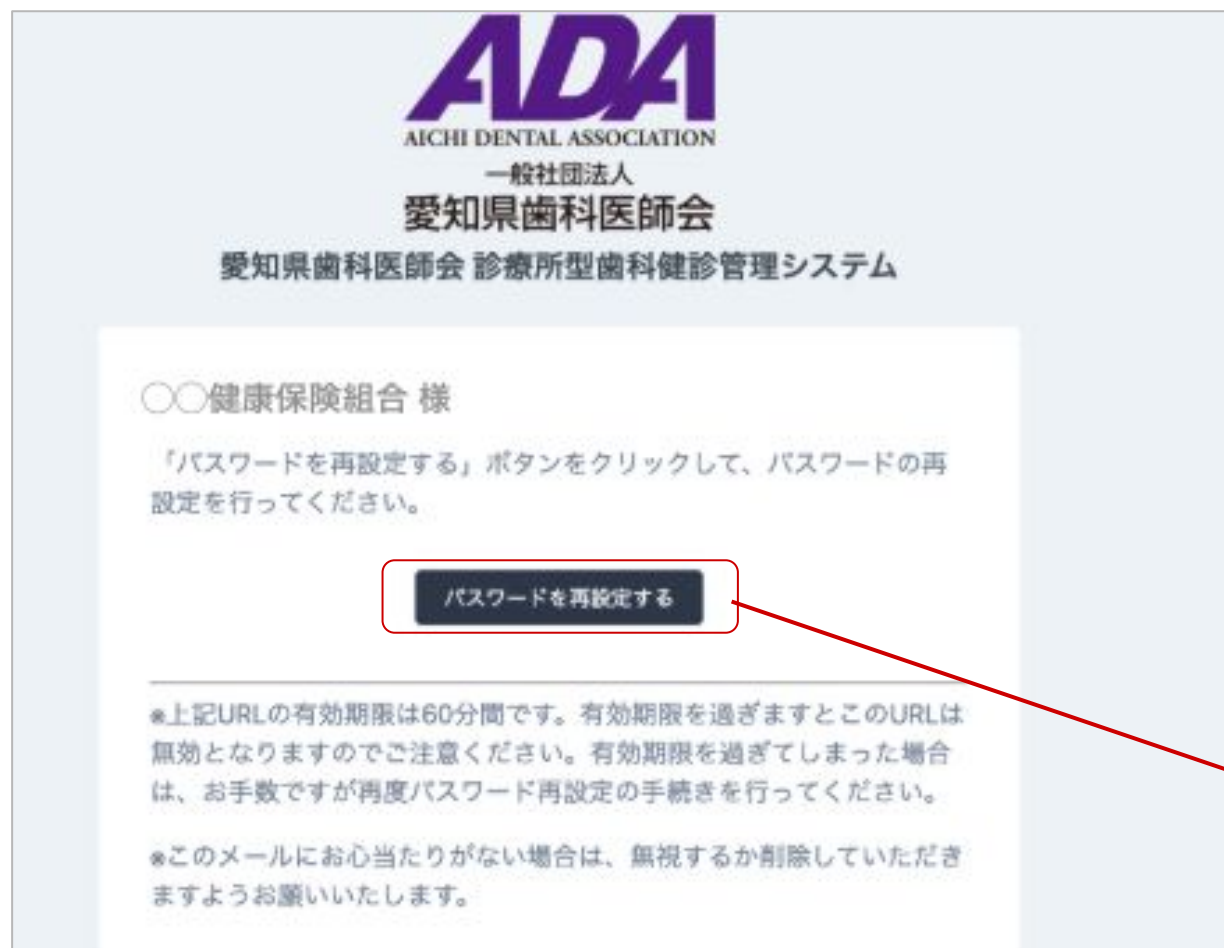 ADA
AICHI DENTAL ASSOCIATION
一般社団法人
愛知県歯科医師会
愛知県歯科医師会 診療所型歯科健診管理システム
〇〇健康保険組合 様
「パスワードを再設定する」ボタンをクリックして、パスワードの再
設定を行ってください。
パスワードを再設定する
※上記URLの有効期限は60分間です。有効期限を過ぎますとこのURLは
無効となりますのでご注意ください。有効期限を過ぎてしまった場合
は、お手数ですが再度パスワード再設定の手続きを行ってください。
※このメールにお心当たりがない場合は、無視するか削除していただき
ますようお願いいたします。